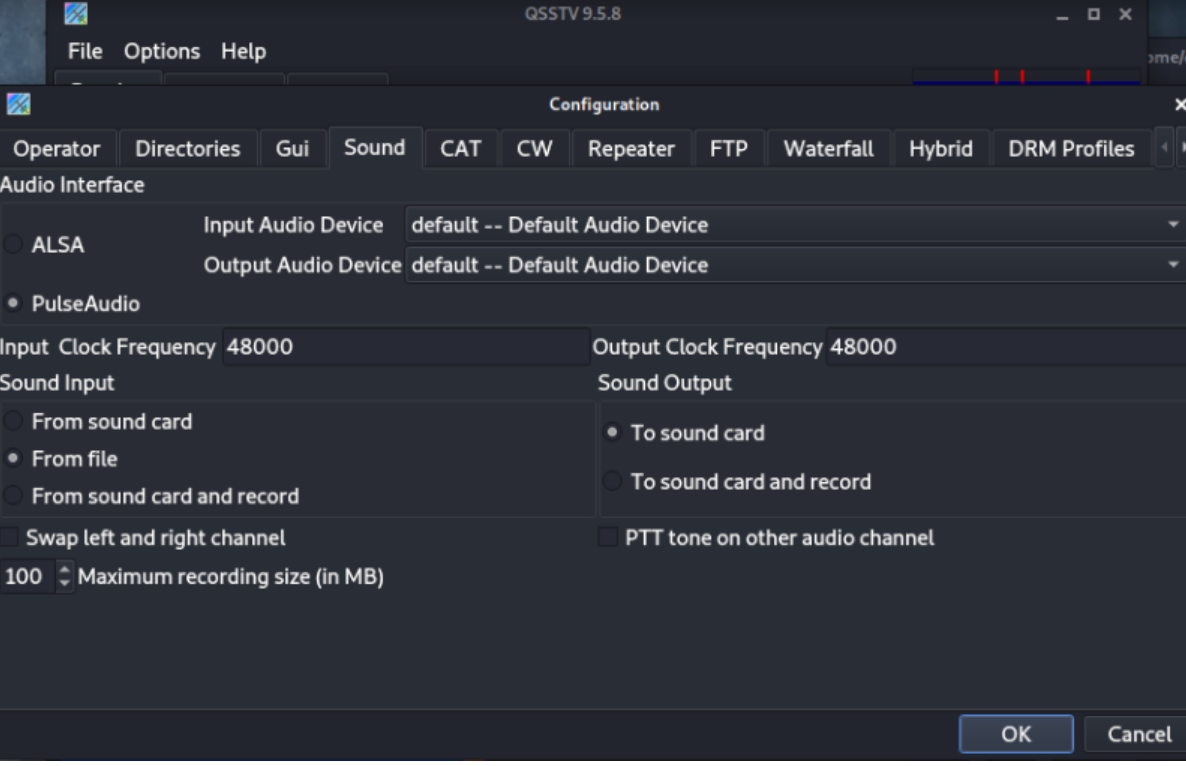 QSSTV 9.5.8
File Options Help
ome/
Configuration
Operator Directories Gui Sound CAT CW Repeater FTP Waterfall Hybrid DRM Profiles
Audio Interface
ALSA
Input Audio Device default -- Default Audio Device
Output Audio Device default -- Default Audio Device
PulseAudio
Input Clock Frequency 48000 Output Clock Frequency 48000
Sound Input Sound Output
From sound card
To sound card
From file
To sound card and record
From sound card and record
Swap left and right channel PTT tone on other audio channel
100 Maximum recording size (in MB)
OK Cancel